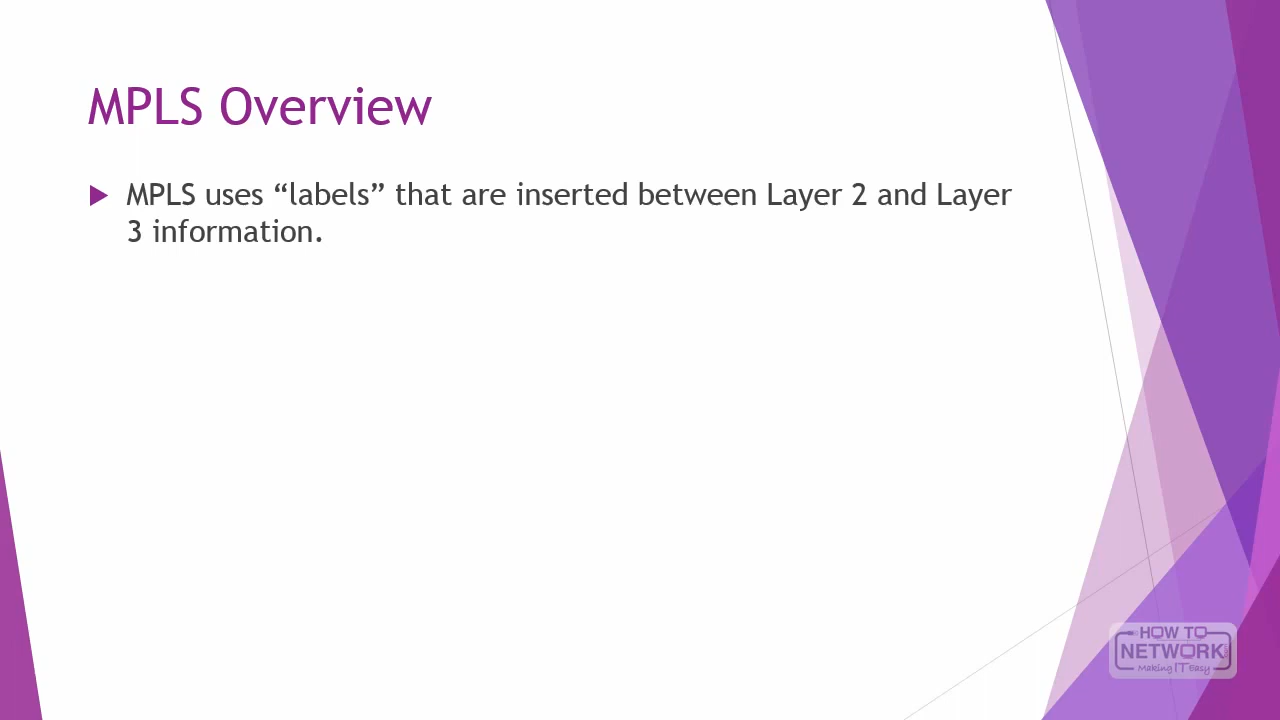 MPLS Overview
MPLS uses “labels” that are inserted between Layer 2 and Layer
3 information.
HOW TO
NETWORK
Making IT Easy